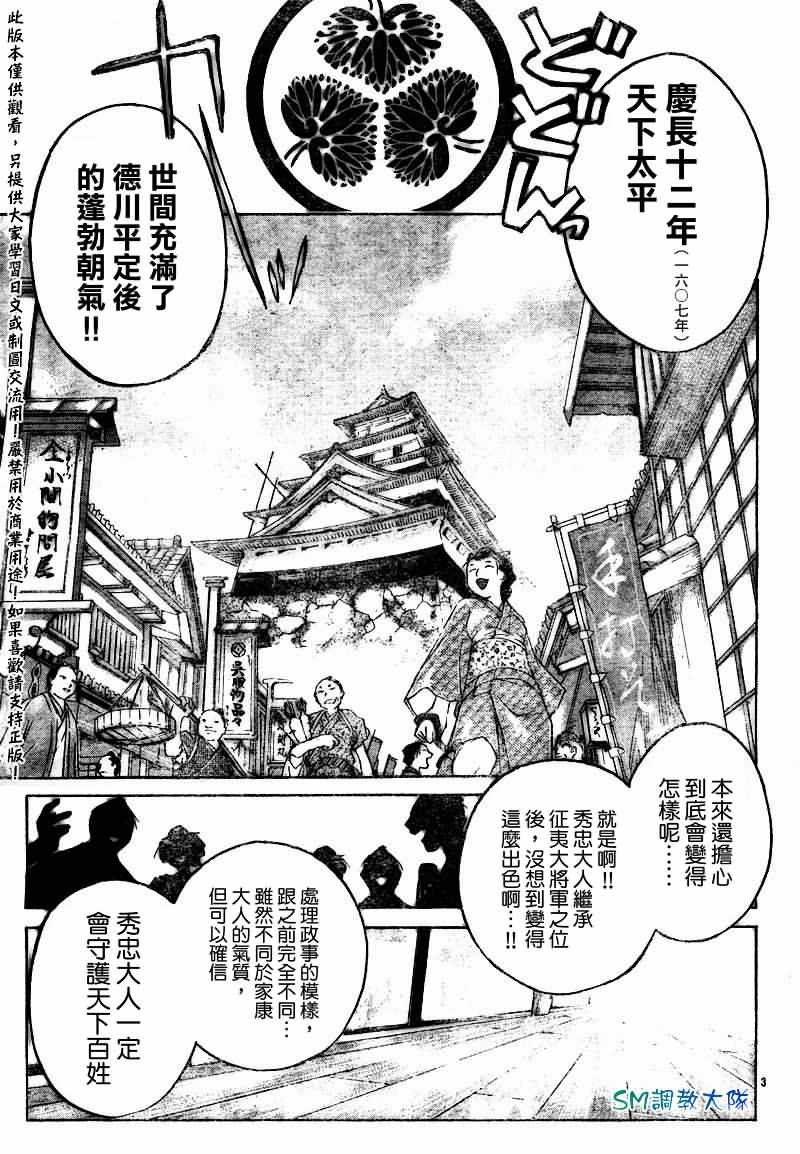 慶長十二年(一六〇七年)
天下太平
世間充滿了
德川平定後
的蓬勃朝氣!!
本來還擔心
到底會變得
怎樣呢……
就是啊!!
秀忠大人繼承
征夷大將軍之位
後，沒想到變得
這麼出色啊…!!
處理政事的模樣，
跟之前完全不同…
雖然不同於家康
大人的氣質，
但可以確信
秀忠大人一定
會守護天下百姓
小間物問屋
呉服物品々
手打そ
此版本僅供觀看，另提供大家學習日文或制圖交流用！嚴禁用於商業用途！如果喜歡請支持正版！
3
SM調教大隊